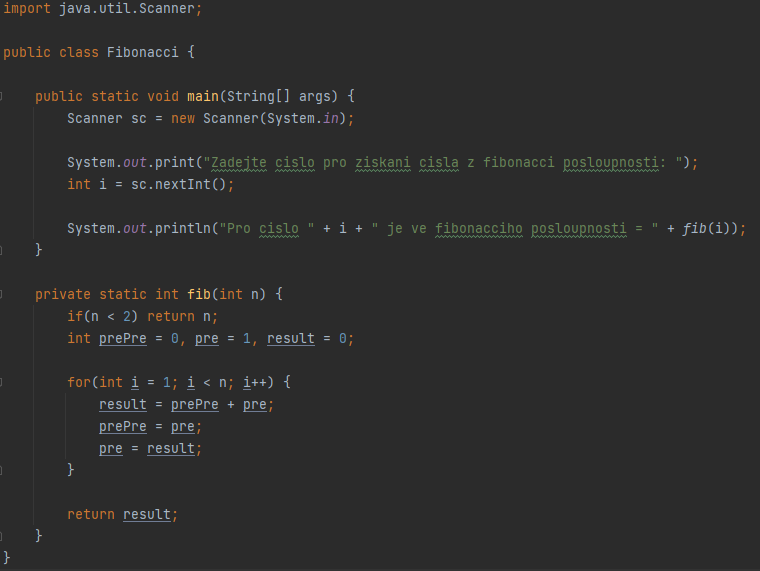 import java.util.Scanner;
public class Fibonacci {
public static void main(String[] args) {
Scanner sc = new Scanner(System.in);
System.out.print("Zadejte cislo pro ziskani cisla z fibonacci posloupnosti: ");
int i = sc.nextInt();
System.out.println("Pro cislo " + i + " je ve fibonacciho posloupnosti = " + fib(i));
}
private static int fib(int n) {
if(n < 2) return n;
int prePre = 0, pre = 1, result = 0;
for(int i = 1; i < n; i++) {
result = prePre + pre;
prePre = pre;
pre = result;
}
return result;
}
}